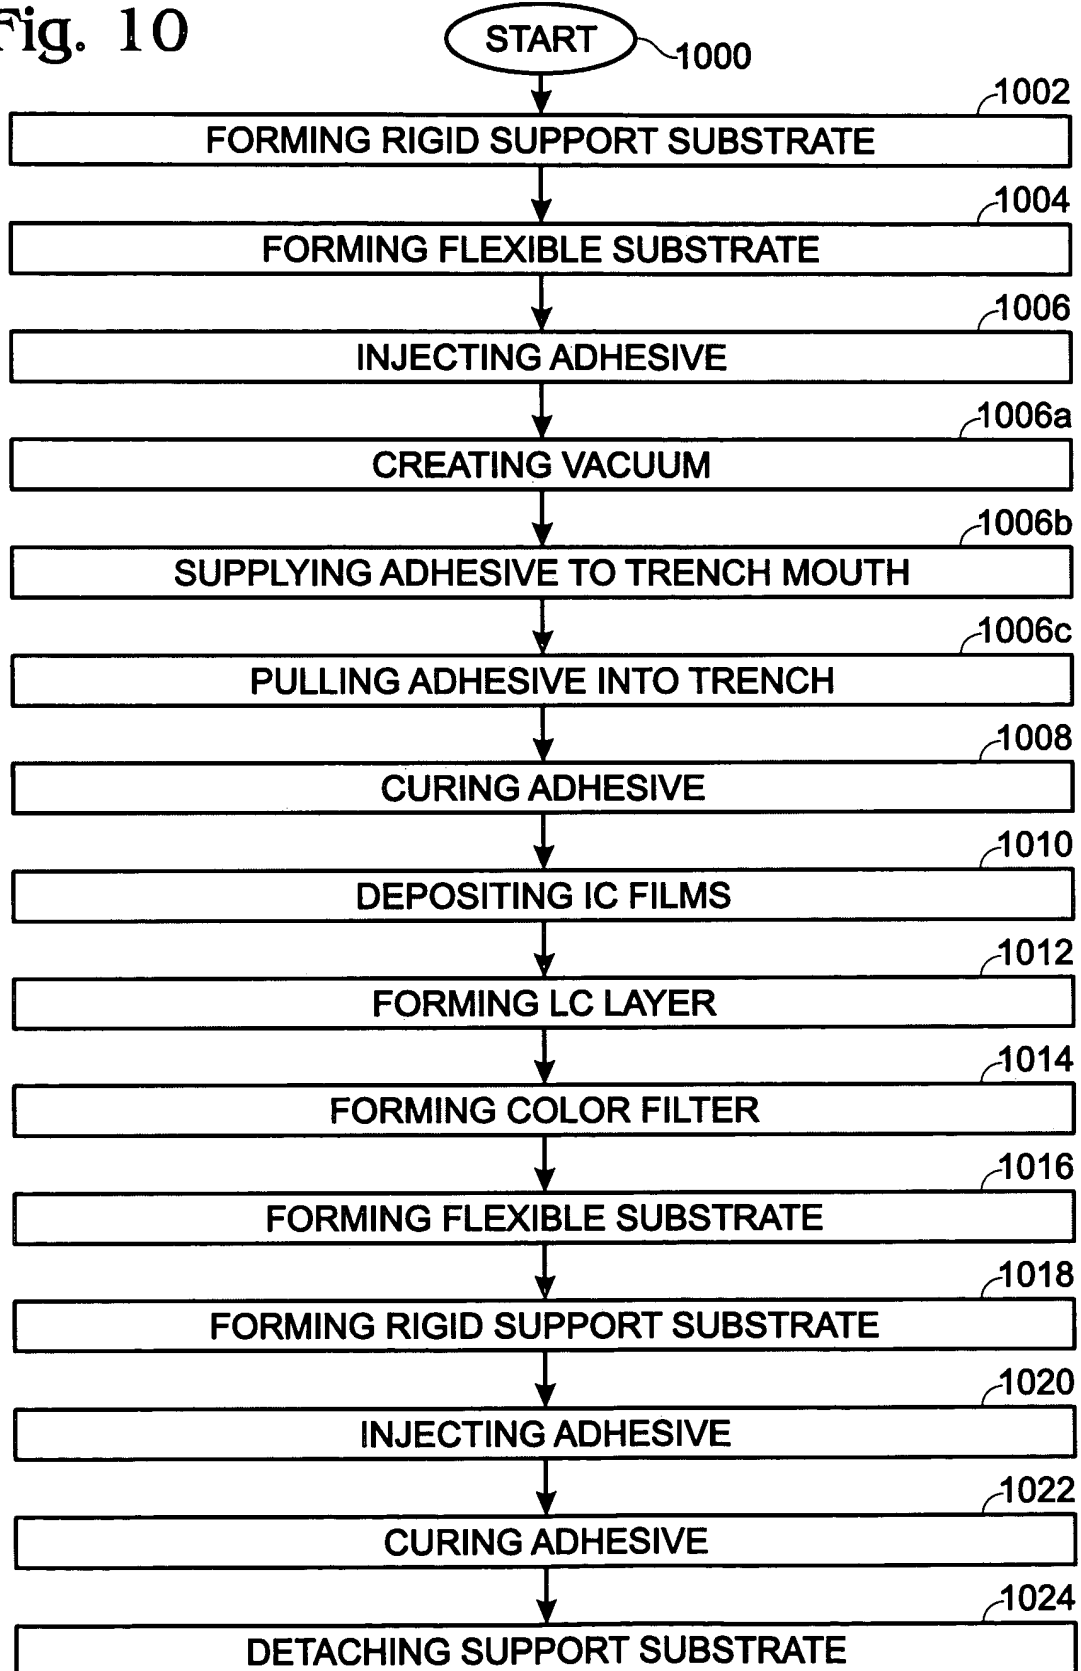 Fig. 10
START
1000
1002
FORMING RIGID SUPPORT SUBSTRATE
1004
FORMING FLEXIBLE SUBSTRATE
1006
INJECTING ADHESIVE
1006a
CREATING VACUUM
1006b
SUPPLYING ADHESIVE TO TRENCH MOUTH
1006c
PULLING ADHESIVE INTO TRENCH
1008
CURING ADHESIVE
1010
DEPOSITING IC FILMS
1012
FORMING LC LAYER
1014
FORMING COLOR FILTER
1016
FORMING FLEXIBLE SUBSTRATE
1018
FORMING RIGID SUPPORT SUBSTRATE
1020
INJECTING ADHESIVE
1022
CURING ADHESIVE
1024
DETACHING SUPPORT SUBSTRATE